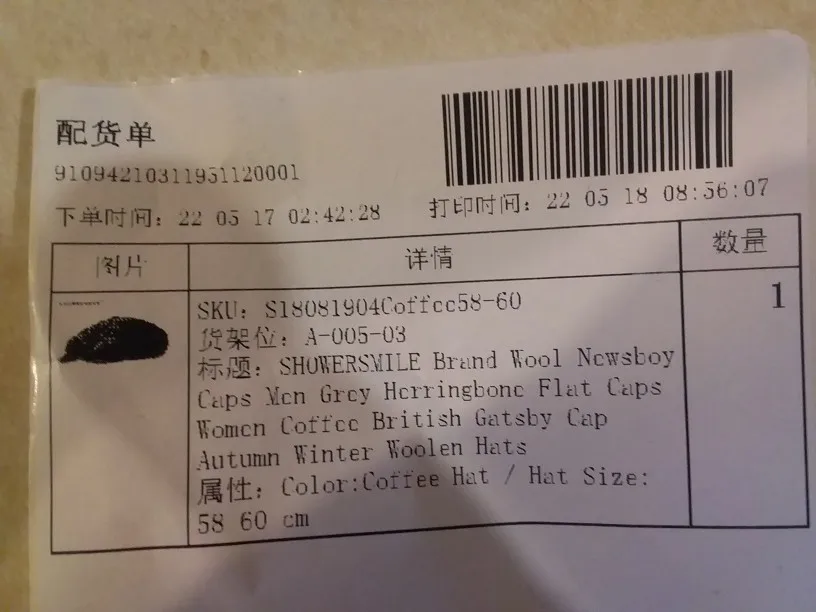 配货单
91094210311951120001
下单时间: 22 05 17 02:42:28 打印时间: 22 05 18 08:56:07
图片 详情 数量
SKU: S18081904Coffee58-60 1
货架位: A-005-03
标题: SHOWERSMILE Brand Wool Newsboy
Caps Men Grey Herringbone Flat Caps
Women Coffee British Gatsby Cap
Autumn Winter Woolen Hats
属性: Color:Coffee Hat / Hat Size:
58 60 cm